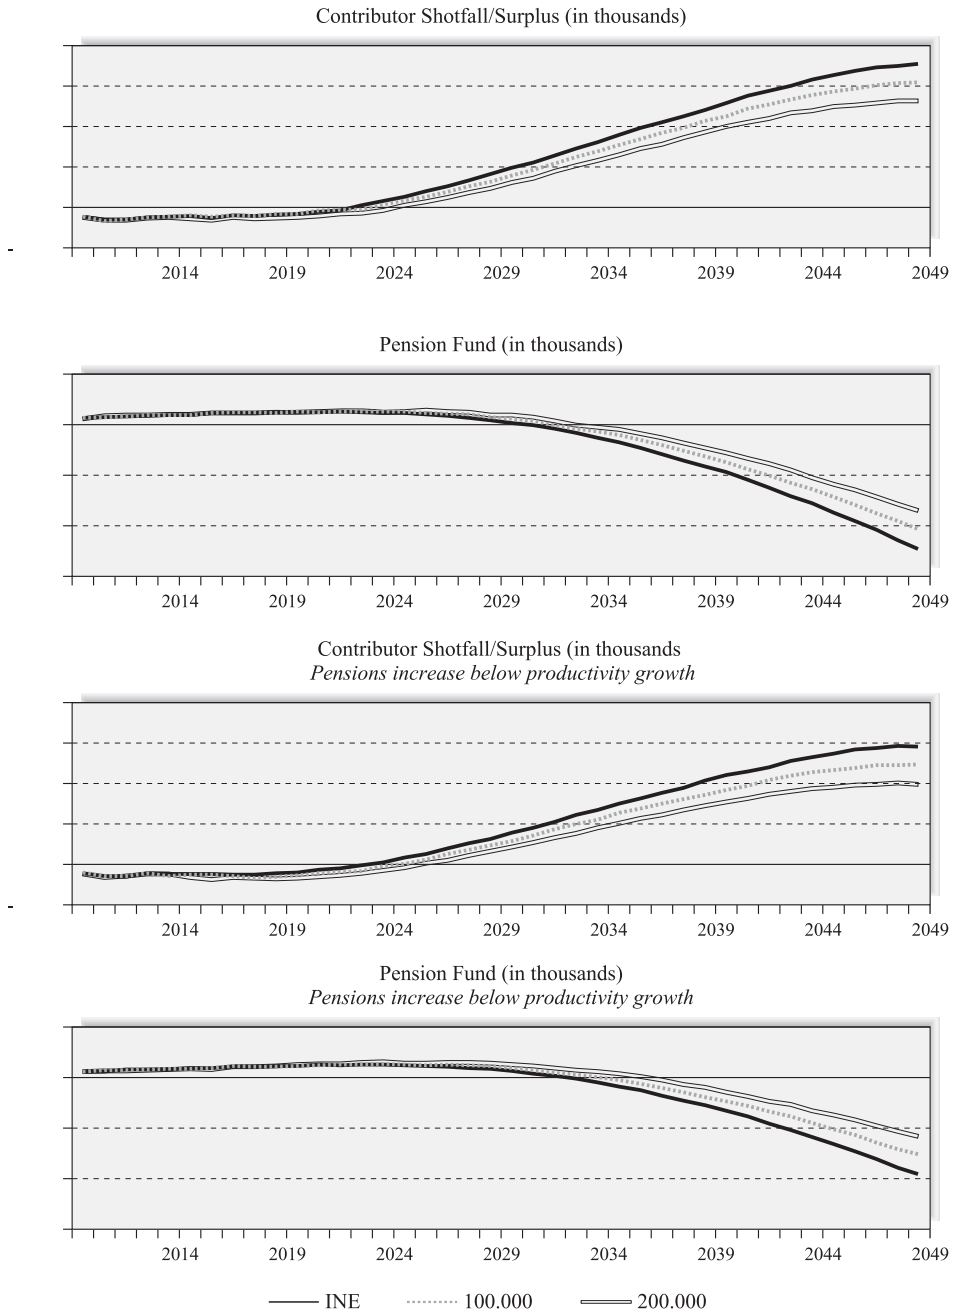 Contributor Shotfall/Surplus (in thousands)
2014 2019 2024 2029 2034 2039 2044 2049
-
Pension Fund (in thousands)
2014 2019 2024 2029 2034 2039 2044 2049
Contributor Shotfall/Surplus (in thousands
Pensions increase below productivity growth
-
2014 2019 2024 2029 2034 2039 2044 2049
Pension Fund (in thousands)
Pensions increase below productivity growth
2014 2019 2024 2029 2034 2039 2044 2049
INE 100.000 200.000